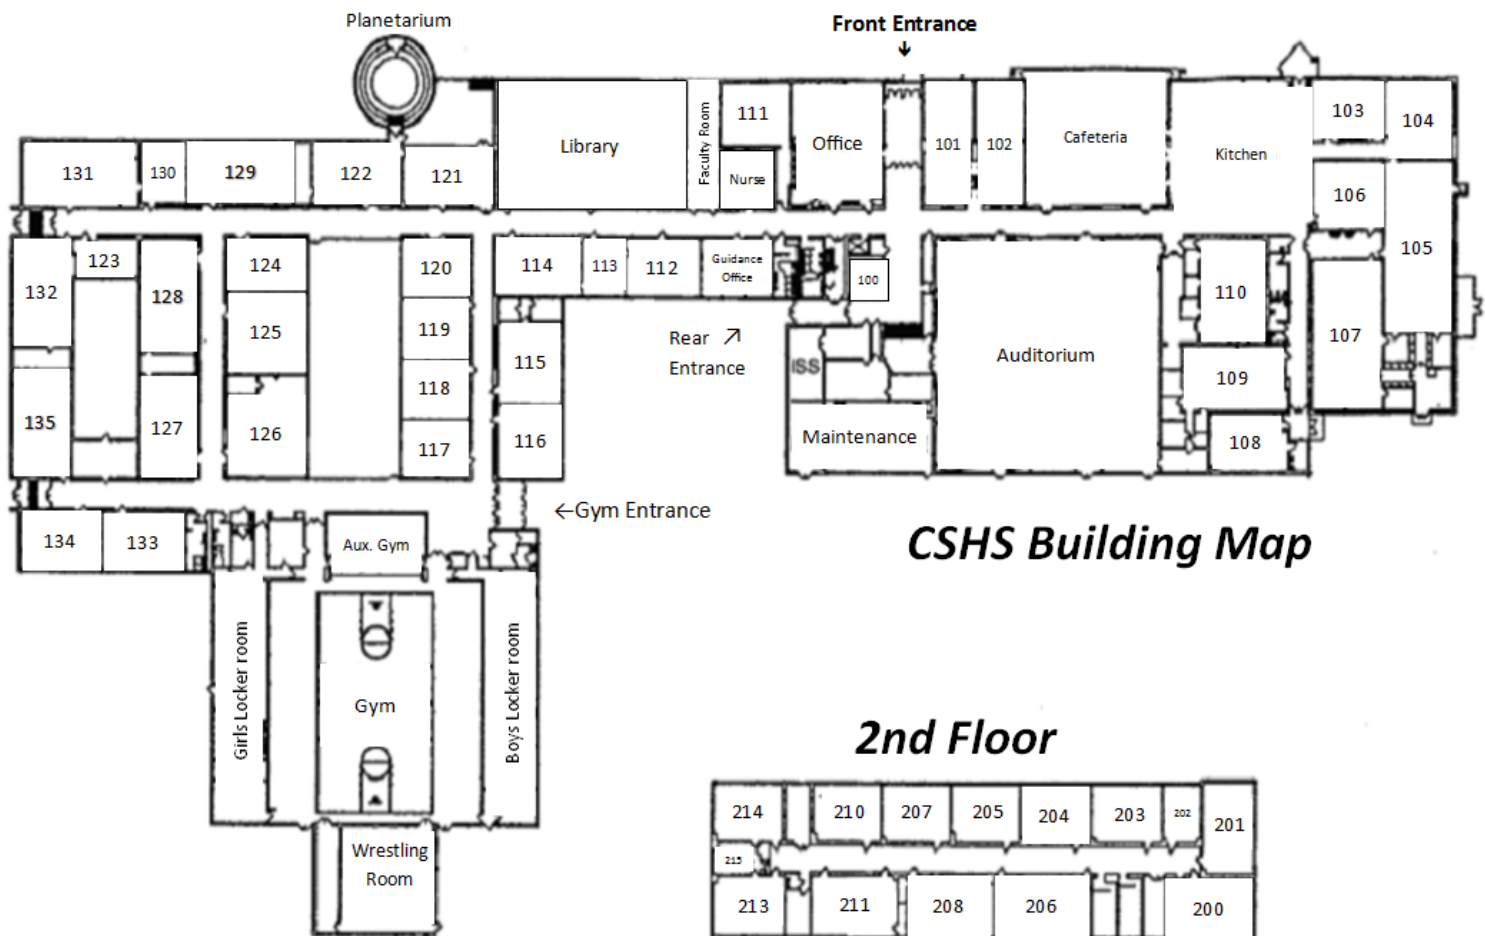 Planetarium
Front Entrance
↓
Library
Faculty Room
111
Nurse
Office
101
102
Cafeteria
Kitchen
103
104
106
105
131
130
129
122
121
132
123
128
124
120
114
113
112
Guidance
Office
100
110
125
119
115
Rear ↗
Entrance
ISS
Auditorium
107
118
109
135
127
126
117
116
Maintenance
108
←Gym Entrance
CSHS Building Map
134
133
Aux. Gym
Girls Locker room
Gym
Boys Locker room
Wrestling
Room
2nd Floor
214
210
207
205
204
203
202
201
215
213
211
208
206
200